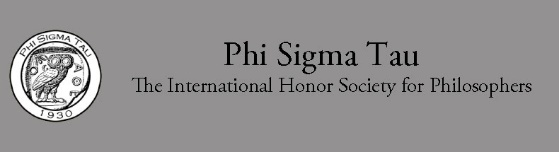 PHI SIGMA TAU
1930
Phi Sigma Tau
The International Honor Society for Philosophers